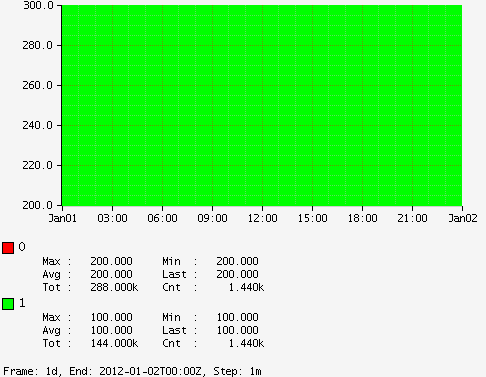 300.0
280.0
260.0
240.0
220.0
200.0
Jan01 03:00 06:00 09:00 12:00 15:00 18:00 21:00 Jan02
0
Max : 200.000 Min : 200.000
Avg : 200.000 Last : 200.000
Tot : 288.000k Cnt : 1.440k
1
Max : 100.000 Min : 100.000
Avg : 100.000 Last : 100.000
Tot : 144.000k Cnt : 1.440k
Frame: 1d, End: 2012-01-02T00:00Z, Step: 1m